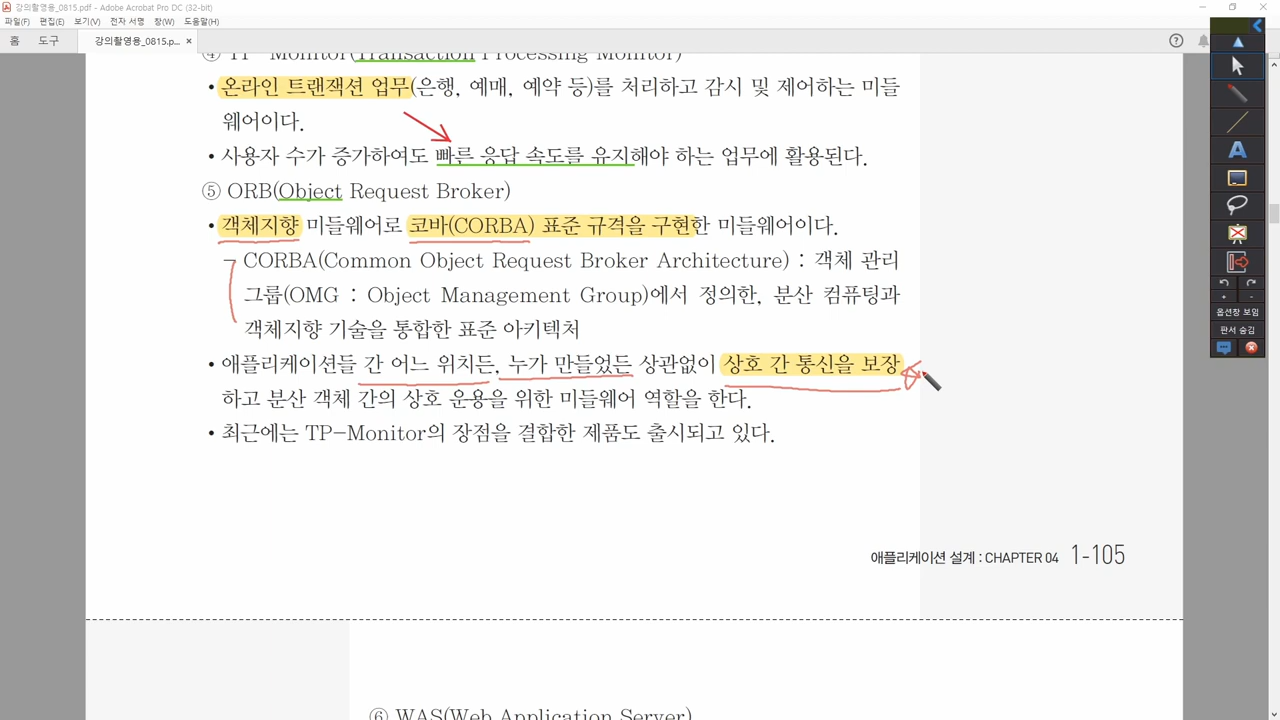 강의촬영용_0815.pdf - Adobe Acrobat Pro DC (32-bit)
파일(F) 편집(E) 보기(V) 전자 서명 창(W) 도움말(H)
홈 도구 강의촬영용_0815.p... ×
④ TP-Monitor(Transaction Processing Monitor)
• 온라인 트랜잭션 업무(은행, 예매, 예약 등)를 처리하고 감시 및 제어하는 미들
웨어이다.
• 사용자 수가 증가하여도 빠른 응답 속도를 유지해야 하는 업무에 활용된다.
⑤ ORB(Object Request Broker)
• 객체지향 미들웨어로 코바(CORBA) 표준 규격을 구현한 미들웨어이다.
- CORBA(Common Object Request Broker Architecture) : 객체 관리
그룹(OMG : Object Management Group)에서 정의한, 분산 컴퓨팅과
객체지향 기술을 통합한 표준 아키텍처
• 애플리케이션들 간 어느 위치든, 누가 만들었든 상관없이 상호 간 통신을 보장
하고 분산 객체 간의 상호 운용을 위한 미들웨어 역할을 한다.
• 최근에는 TP-Monitor의 장점을 결합한 제품도 출시되고 있다.
애플리케이션 설계 : CHAPTER 04 1-105
⑥ WAS(Web Application Server)
옵션창 보임
판서 숨김